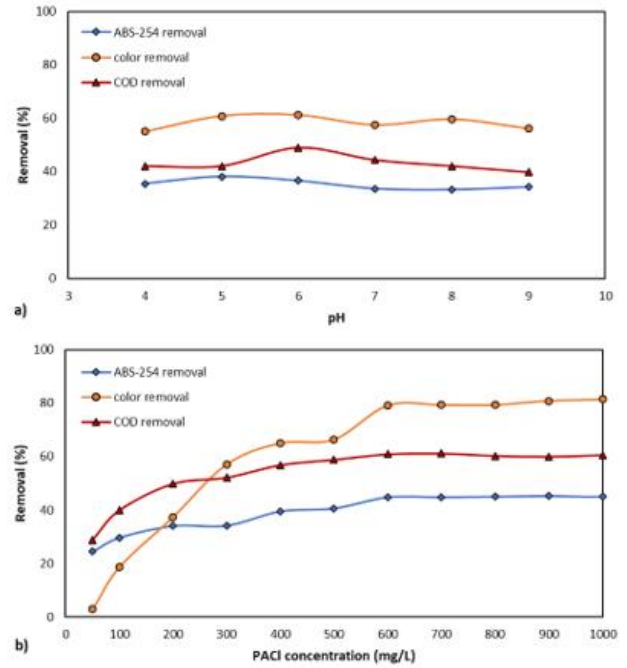 100
80
60
40
20
0
Removal (%)
ABS-254 removal
color removal
COD removal
3 4 5 6 7 8 9 10
pH
a)
100
80
60
40
20
0
Removal (%)
ABS-254 removal
color removal
COD removal
0 100 200 300 400 500 600 700 800 900 1000
PACl concentration (mg/L)
b)